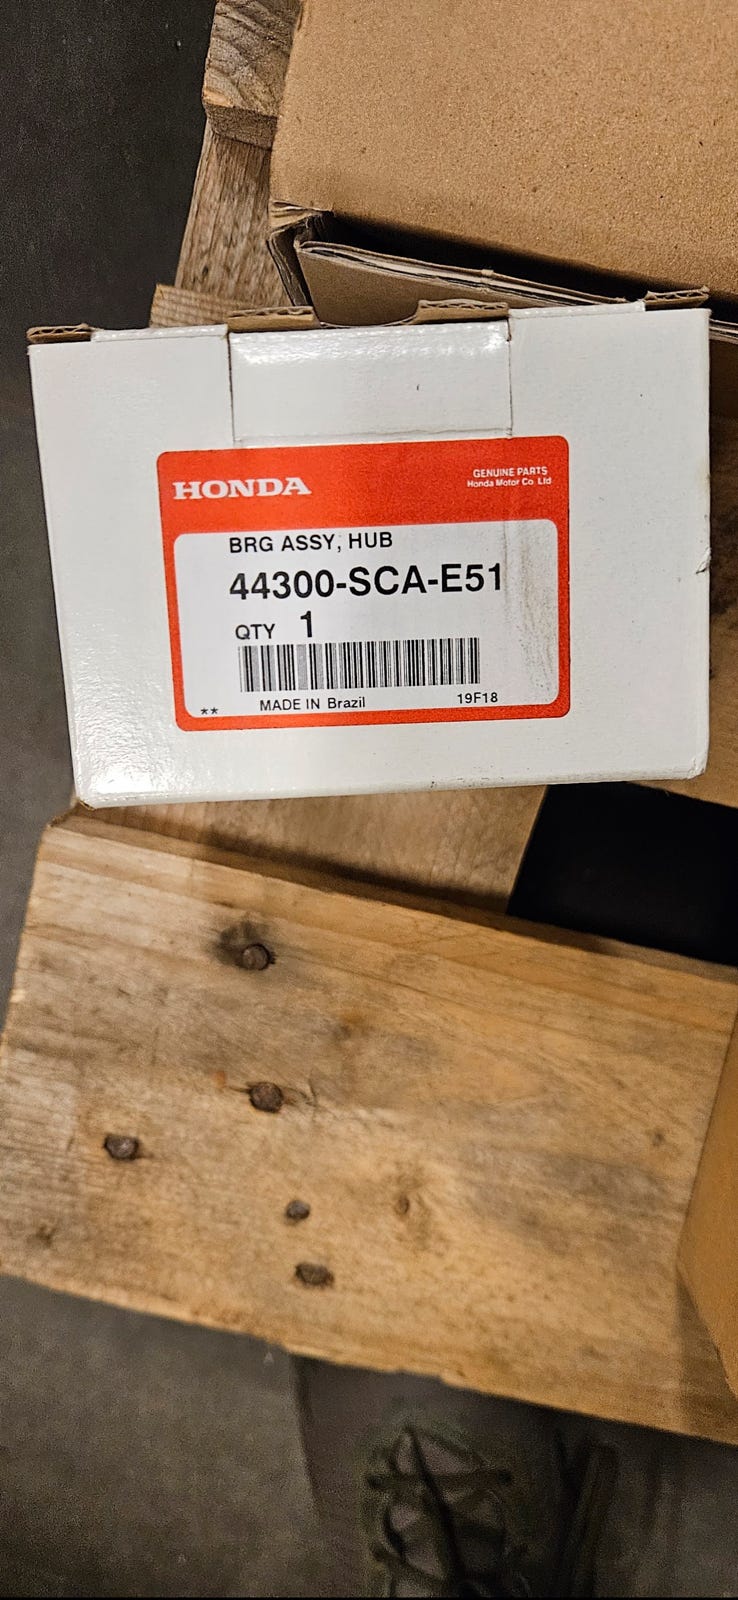 HONDA
GENUINE PARTS
Honda Motor Co Ltd
BRG ASSY, HUB
44300-SCA-E51
QTY 1
** MADE IN Brazil 19F18